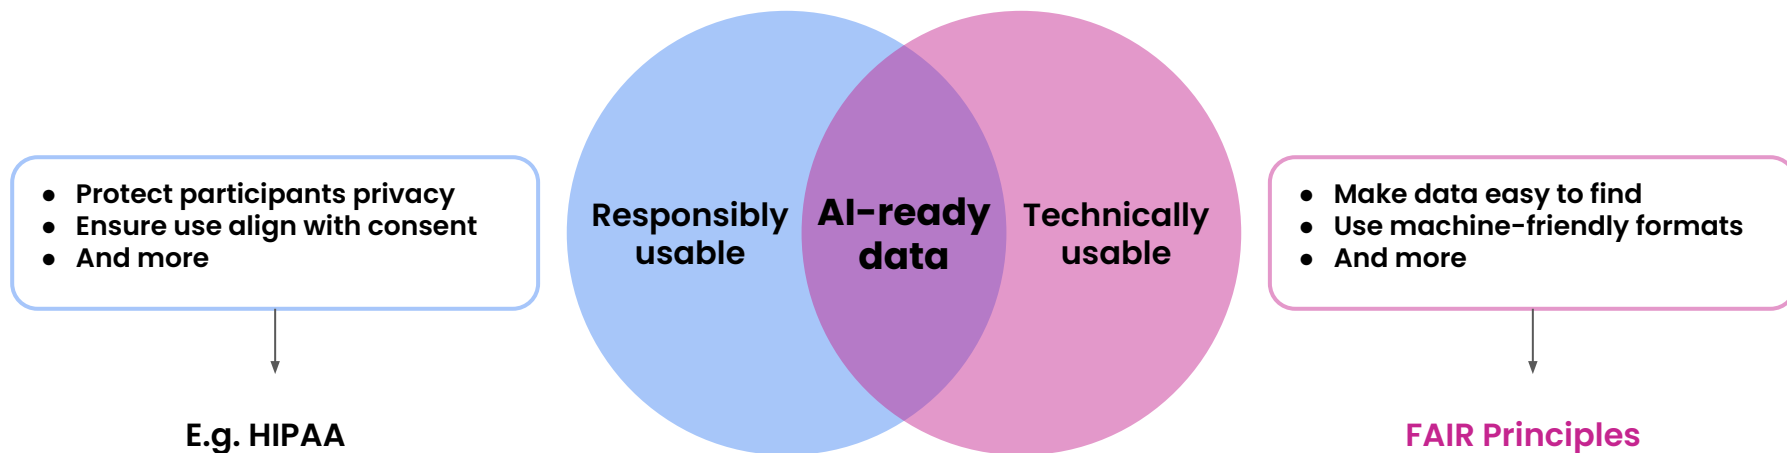 ● Protect participants privacy
● Ensure use align with consent
● And more
E.g. HIPAA
Responsibly
usable
AI-ready
data
Technically
usable
● Make data easy to find
● Use machine-friendly formats
● And more
FAIR Principles